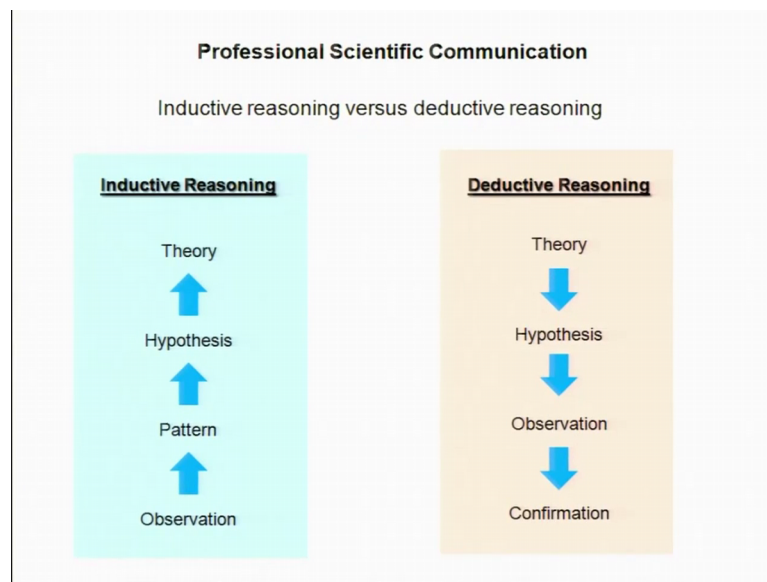 Professional Scientific Communication
Inductive reasoning versus deductive reasoning
Inductive Reasoning
Theory
Hypothesis
Pattern
Observation
Deductive Reasoning
Theory
Hypothesis
Observation
Confirmation